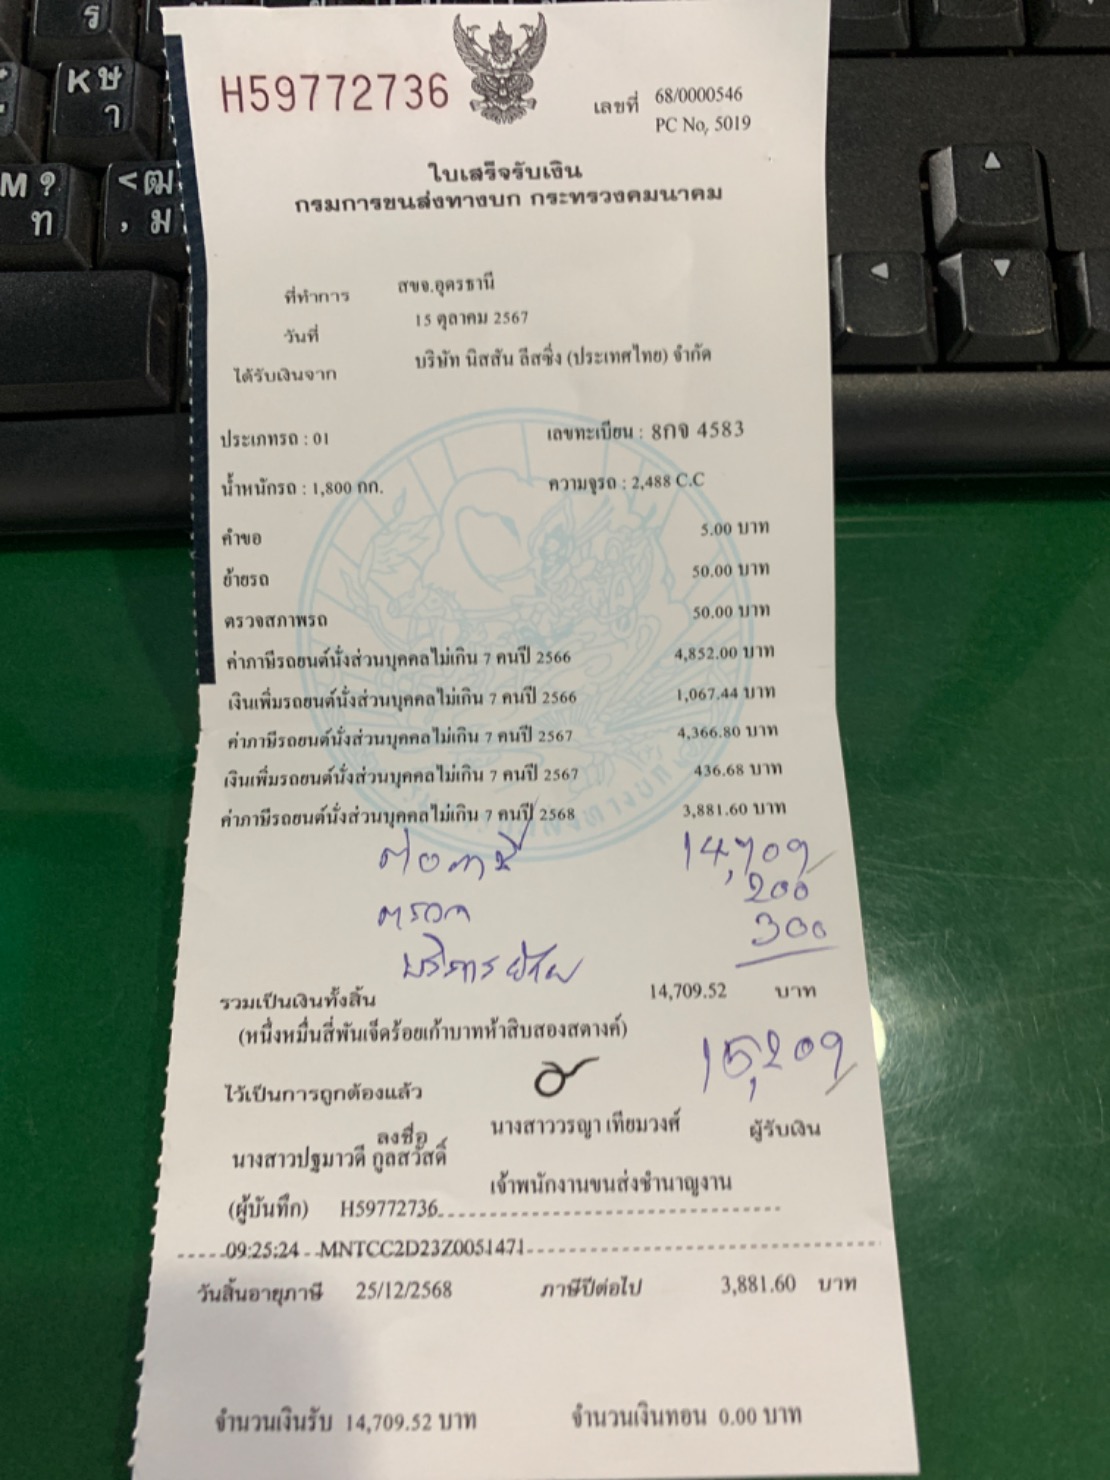 H59772736
เลขที่ 68/0000546
PC No, 5019
ใบเสร็จรับเงิน
กรมการขนส่งทางบก กระทรวงคมนาคม
ที่ทำการ สขจ.อุดรธานี
วันที่ 15 ตุลาคม 2567
ได้รับเงินจาก บริษัท นิสสัน ลีสซิ่ง (ประเทศไทย) จำกัด
ประเภทรถ : 01 เลขทะเบียน : 8กจ 4583
น้ำหนักรถ : 1,800 กก. ความจุรถ : 2,488 C.C
คำขอ 5.00 บาท
ย้ายรถ 50.00 บาท
ตรวจสภาพรถ 50.00 บาท
ค่าภาษีรถยนต์นั่งส่วนบุคคลไม่เกิน 7 คนปี 2566 4,852.00 บาท
เงินเพิ่มรถยนต์นั่งส่วนบุคคลไม่เกิน 7 คนปี 2566 1,067.44 บาท
ค่าภาษีรถยนต์นั่งส่วนบุคคลไม่เกิน 7 คนปี 2567 4,366.80 บาท
เงินเพิ่มรถยนต์นั่งส่วนบุคคลไม่เกิน 7 คนปี 2567 436.68 บาท
ค่าภาษีรถยนต์นั่งส่วนบุคคลไม่เกิน 7 คนปี 2568 3,881.60 บาท
ต่อภาษี 14,709
ตรวจ 200
บริการ 300
รวมเป็นเงินทั้งสิ้น 14,709.52 บาท
(หนึ่งหมื่นสี่พันเจ็ดร้อยเก้าบาทห้าสิบสองสตางค์)
15,209
ไว้เป็นการถูกต้องแล้ว
ลงชื่อ นางสาววรญา เทียมวงศ์ ผู้รับเงิน
นางสาวปฐมาวดี กูลสวัสดิ์
เจ้าพนักงานขนส่งชำนาญงาน
(ผู้บันทึก) H59772736
09:25:24 MNTCC2D23Z0051471
วันสิ้นอายุภาษี 25/12/2568 ภาษีปีต่อไป 3,881.60 บาท
จำนวนเงินรับ 14,709.52 บาท จำนวนเงินทอน 0.00 บาท
ร
K ษ
า
M ?
ท
< ฒ
, ม